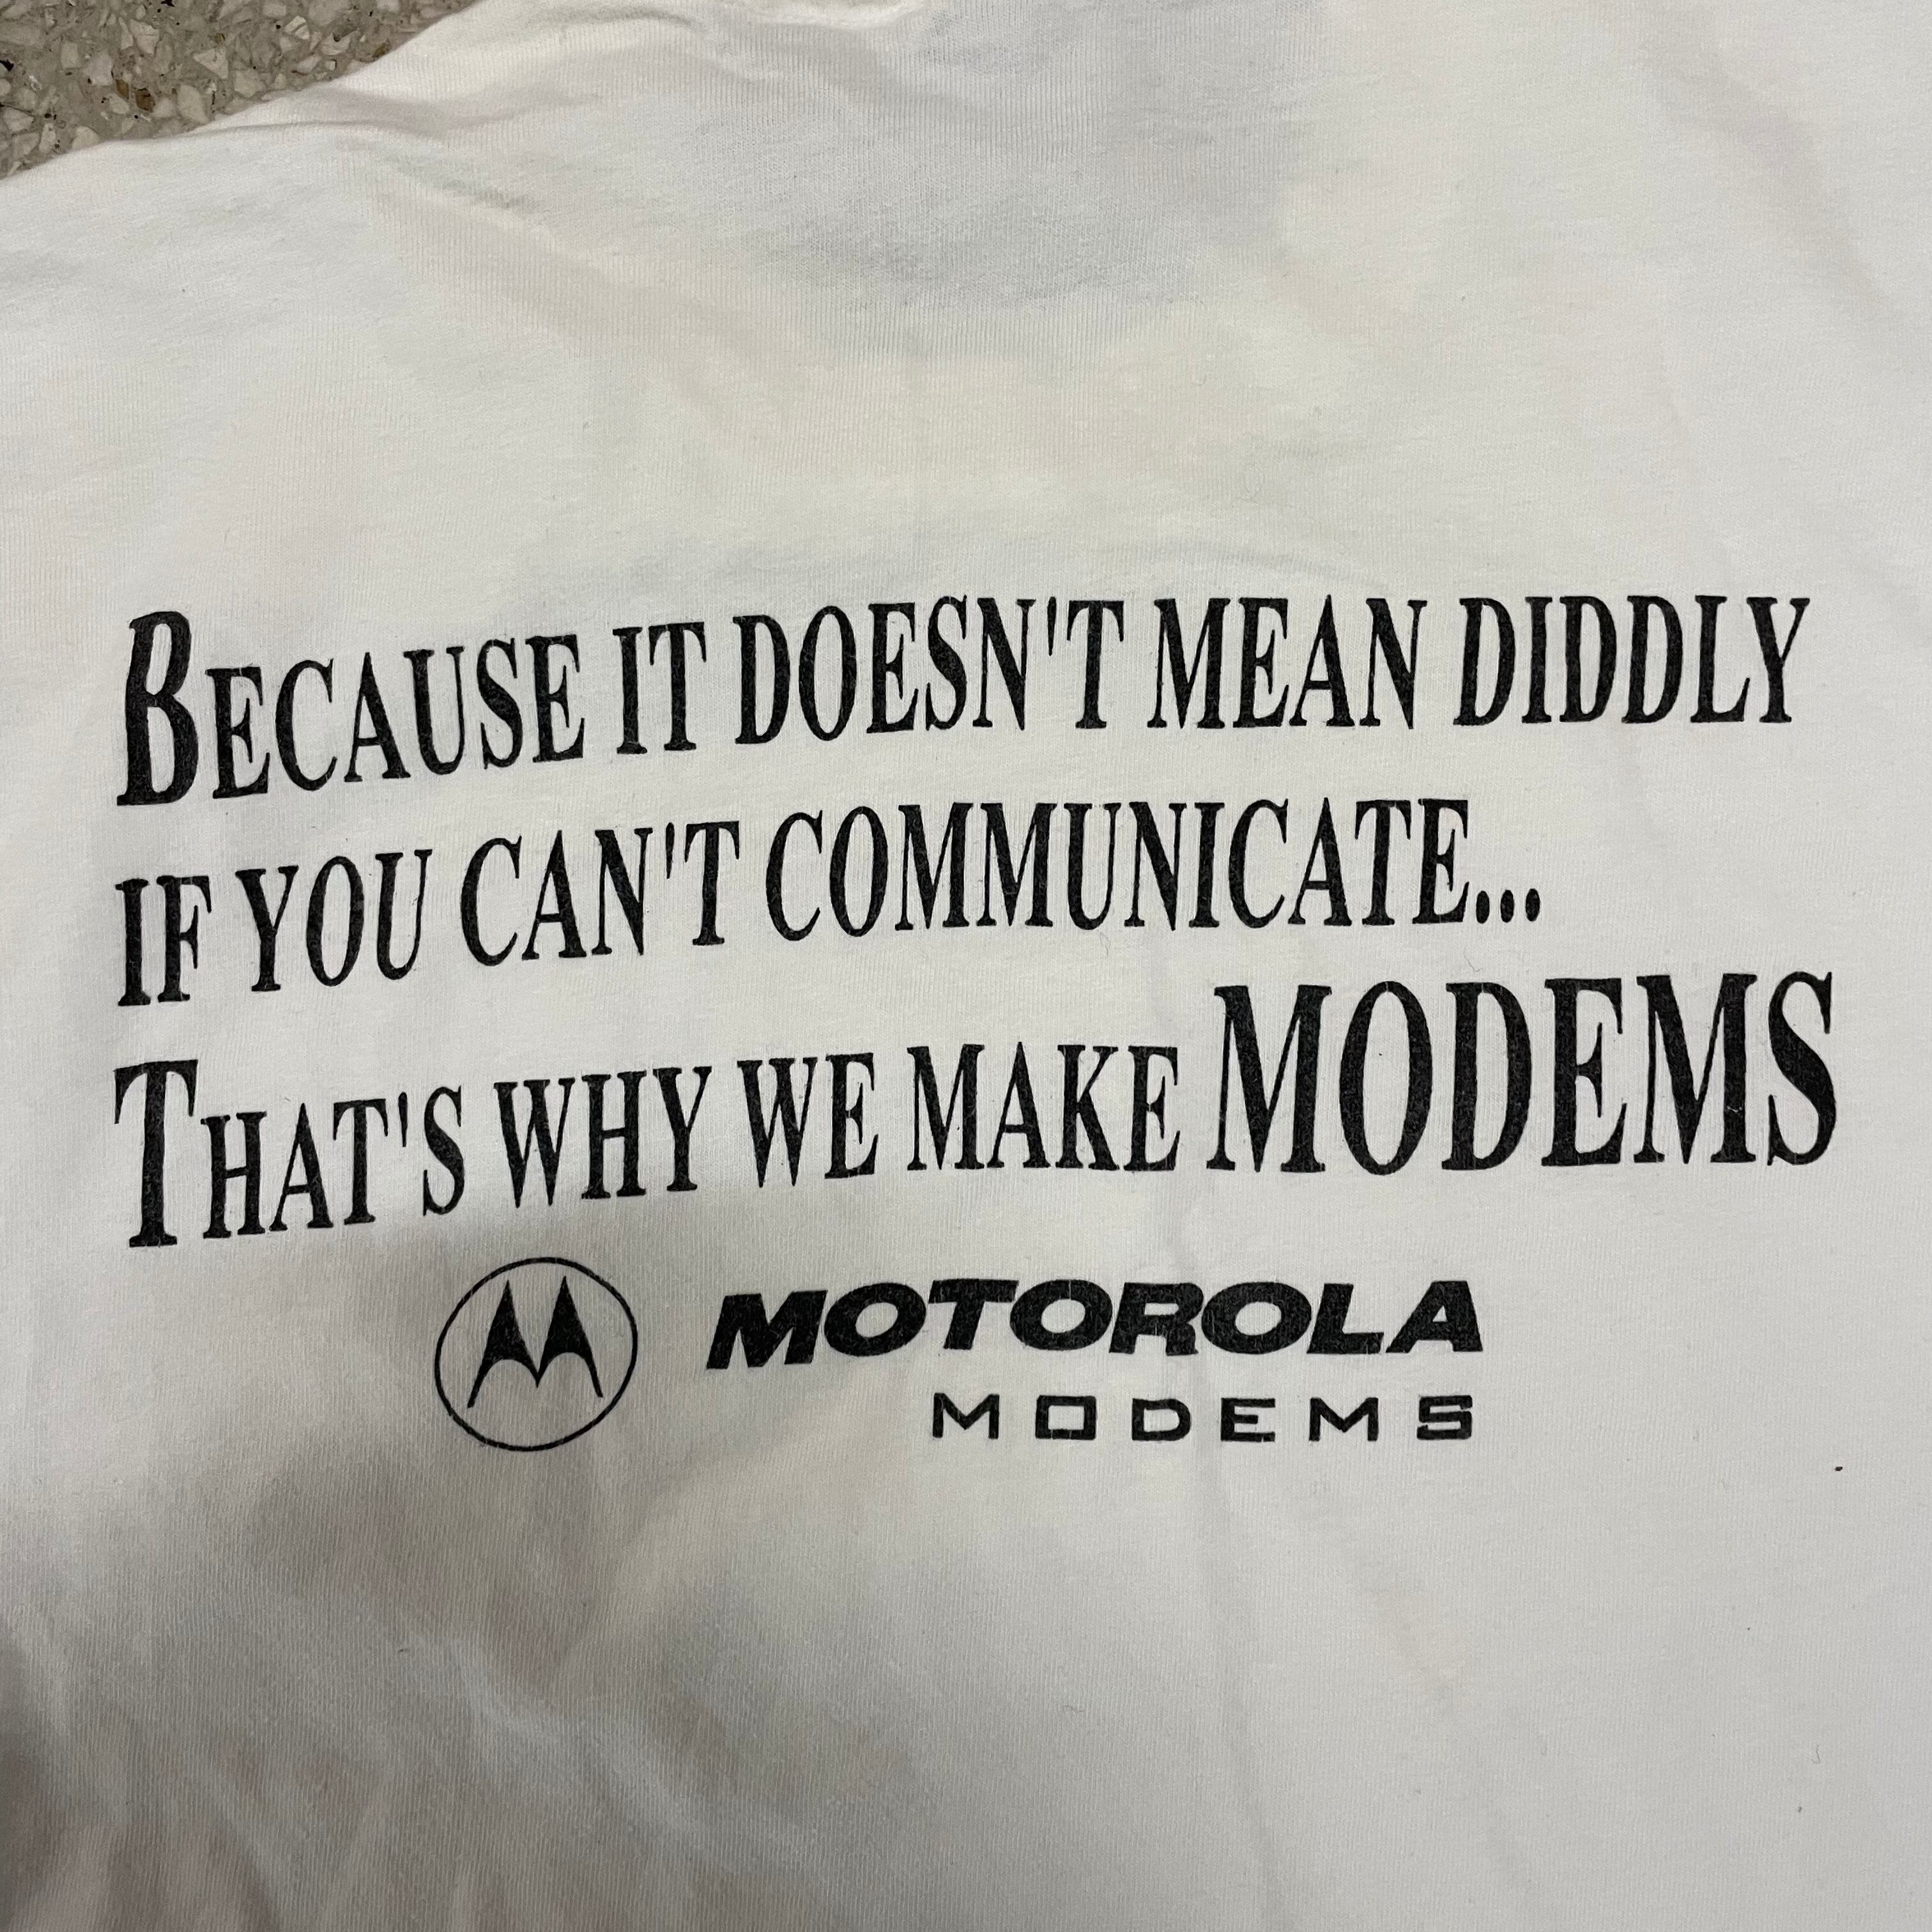 BECAUSE IT DOESN'T MEAN DIDDLY
IF YOU CAN'T COMMUNICATE...
THAT'S WHY WE MAKE MODEMS
MOTOROLA
MODEMS